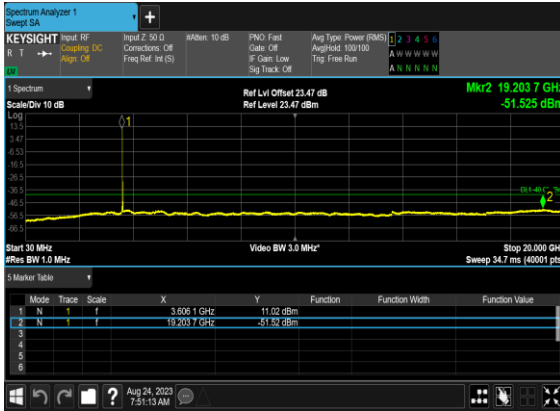 Spectrum Analyzer 1
Swept SA
+
KEYSIGHT Input: RF Input Z: 50 Ω #Atten: 10 dB PNO: Fast Avg Type: Power (RMS) 1 2 3 4 5 6
R T Coupling: DC Corrections: Off Gate: Off Avg|Hold: 100/100 A W W W W W
Align: Off Freq Ref: Int (S) IF Gain: Low Trig: Free Run
Sig Track: Off A N N N N N
1 Spectrum Ref Lvl Offset 23.47 dB Mkr2 19.203 7 GHz
Scale/Div 10 dB Ref Level 23.47 dBm -51.525 dBm
Log
13.5
3.47
-6.53
-16.5
-26.5
-36.5
-46.5
-56.5
-66.5
1
2
Start 30 MHz Video BW 3.0 MHz* Stop 20.000 GH
#Res BW 1.0 MHz Sweep 34.7 ms (40001 pts
5 Marker Table
Mode Trace Scale X Y Function Function Width Function Value
1 N 1 f 3.606 1 GHz 11.02 dBm
2 N 1 f 19.203 7 GHz -51.52 dBm
3
4
5
6
? Aug 24, 2023
7:51:13 AM